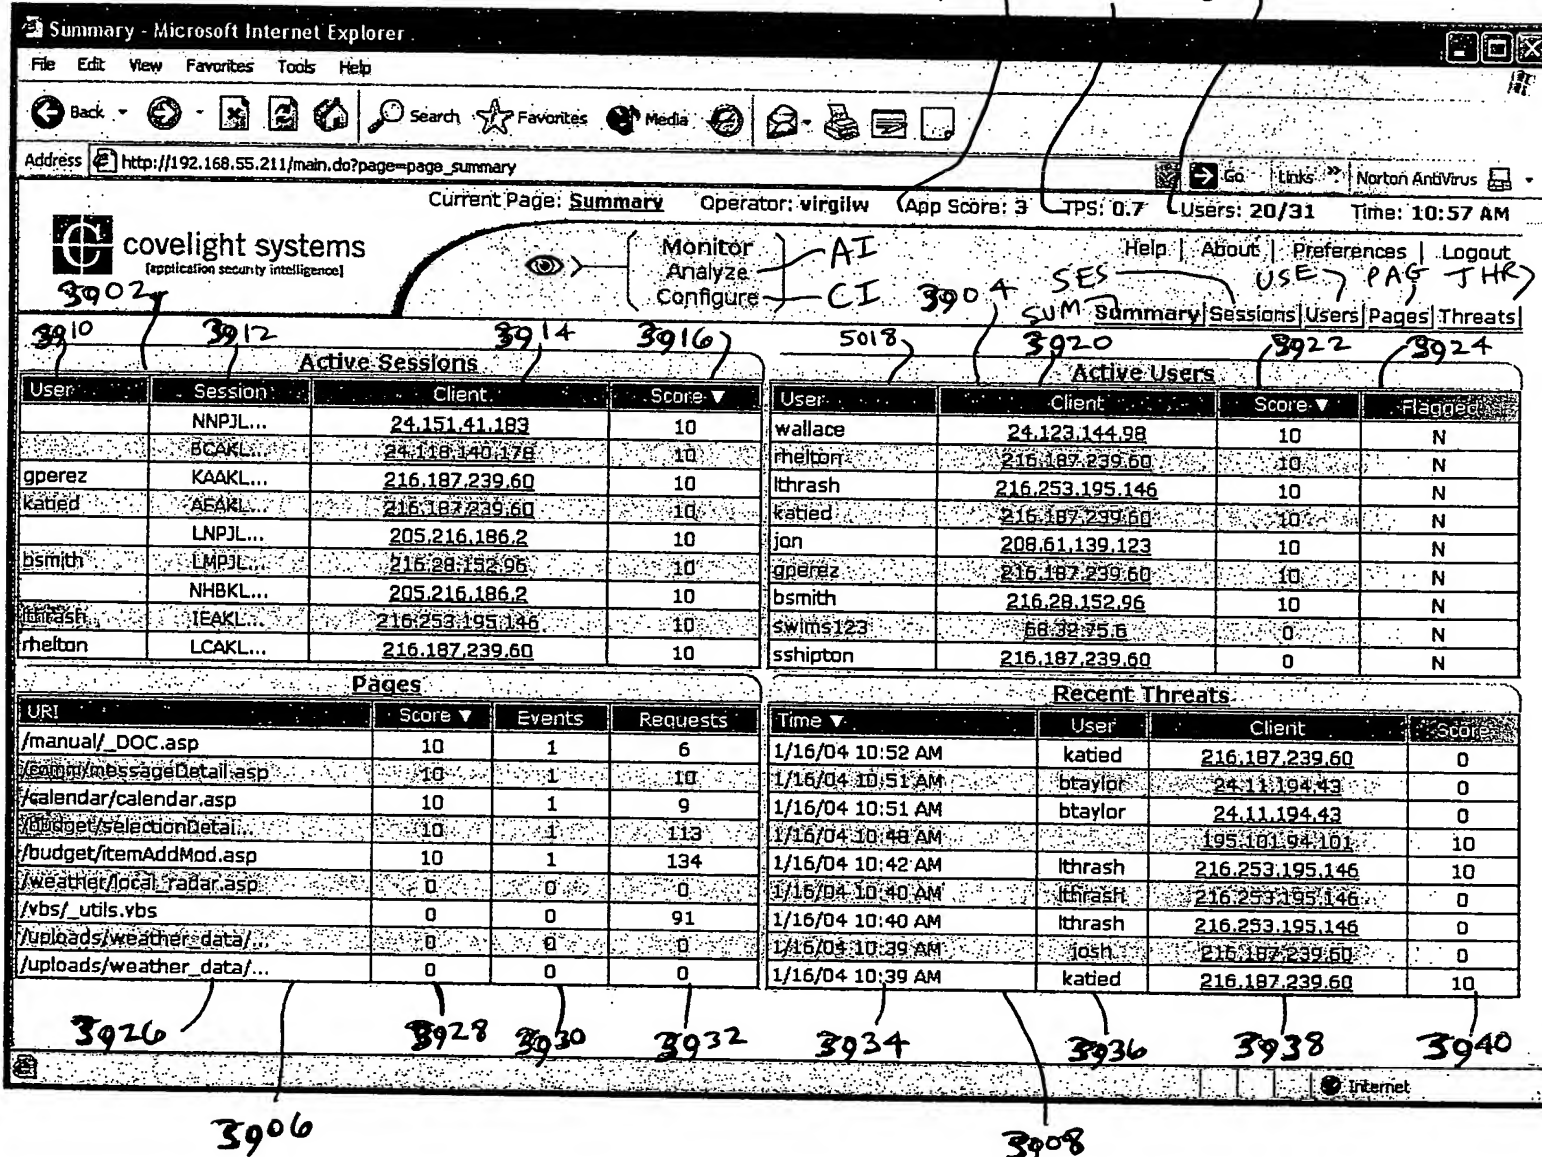 Summary - Microsoft Internet Explorer
File Edit View Favorites Tools Help
Back Search Favorites Media
Address http://192.168.55.211/main.do?page=page_summary Go Links Norton AntiVirus
Current Page: Summary Operator: virgilw App Score: 3 TPS: 0.7 Users: 20/31 Time: 10:57 AM
covelight systems
[application security intelligence]
Monitor
Analyze
Configure
AI
CI
Help | About | Preferences | Logout
SUM SES USE PAG THR
Summary Sessions Users Pages Threats
3902 3904
3910 3912 3914 3916 5018 3920 3922 3924
Active Sessions
User Session Client Score ▼
NNPJL... 24.151.41.183 10
BCAKL... 24.118.140.178 10
gperez KAAKL... 216.187.239.60 10
katied AEAKL... 216.187.239.60 10
LNPJL... 205.216.186.2 10
bsmith LMPJL... 216.28.152.96 10
NHBKL... 205.216.186.2 10
lthrash IEAKL... 216.253.195.146 10
rhelton LCAKL... 216.187.239.60 10
Active Users
User Client Score ▼ Flagged
wallace 24.123.144.98 10 N
rhelton 216.187.239.60 10 N
lthrash 216.253.195.146 10 N
katied 216.187.239.60 10 N
jon 208.61.139.123 10 N
gperez 216.187.239.60 10 N
bsmith 216.28.152.96 10 N
swims123 68.32.75.6 0 N
sshipton 216.187.239.60 0 N
Pages
URI Score ▼ Events Requests
/manual/_DOC.asp 10 1 6
/comm/messageDetail.asp 10 1 10
/calendar/calendar.asp 10 1 9
/budget/selectionDetai... 10 1 113
/budget/itemAddMod.asp 10 1 134
/weather/local_radar.asp 0 0 0
/vbs/_utils.vbs 0 0 91
/uploads/weather_data/... 0 0 0
/uploads/weather_data/... 0 0 0
Recent Threats
Time ▼ User Client Score
1/16/04 10:52 AM katied 216.187.239.60 0
1/16/04 10:51 AM btaylor 24.11.194.43 0
1/16/04 10:51 AM btaylor 24.11.194.43 0
1/16/04 10:48 AM 195.101.94.101 10
1/16/04 10:42 AM lthrash 216.253.195.146 10
1/16/04 10:40 AM lthrash 216.253.195.146 0
1/16/04 10:40 AM lthrash 216.253.195.146 0
1/16/04 10:39 AM josh 216.187.239.60 0
1/16/04 10:39 AM katied 216.187.239.60 10
3926 3928 3930 3932 3934 3936 3938 3940
Internet
3906 3908